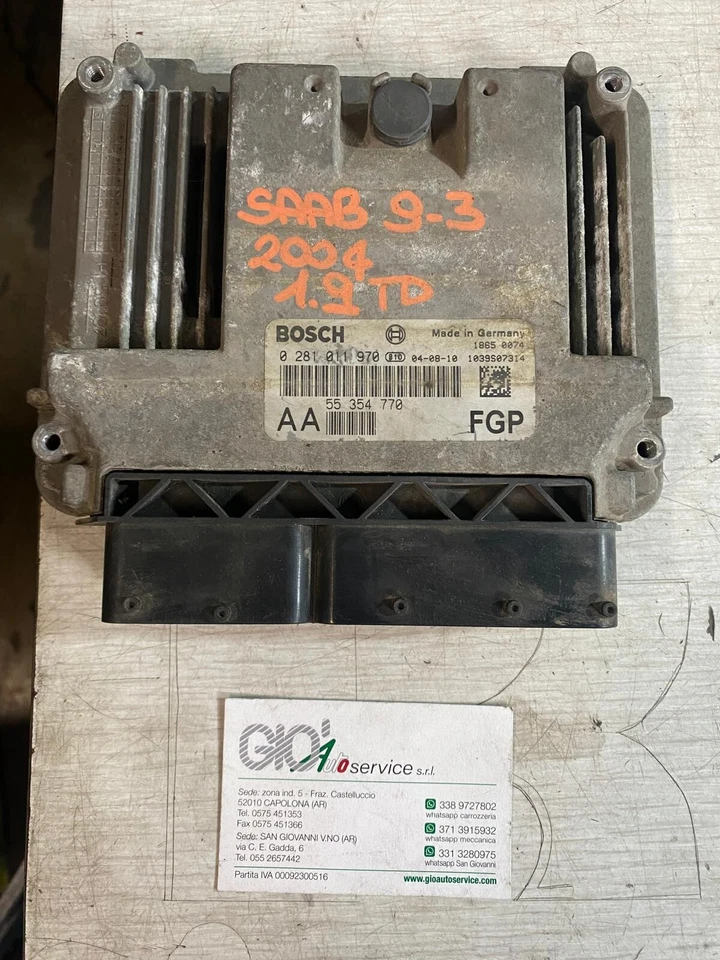 SAAB 9-3
2004
1.9 TD
BOSCH
Made in Germany
1865 0074
0 281 011 970 04-08-10 1039S07314
55 354 770
AA FGP
GIO' Autoservice s.r.l.
Sede: zona ind. 5 - Fraz. Castelluccio
52010 CAPOLONA (AR)
Tel. 0575 451353
Fax 0575 451366
Sede: SAN GIOVANNI V.NO (AR)
via C. E. Gadda, 6
Tel. 055 2657442
Partita IVA 00092300516
338 9727802
whatsapp carrozzeria
371 3915932
whatsapp meccanica
331 3280975
whatsapp San Giovanni
www.gioautoservice.com